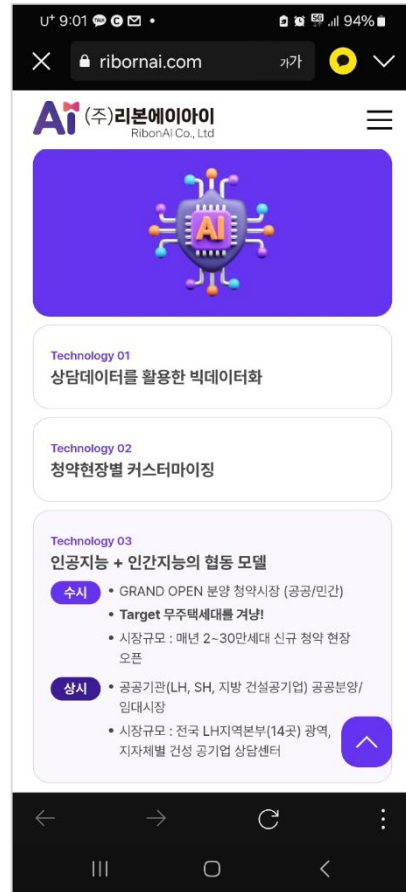 U⁺ 9:01
5G .ıl 94%
ribornai.com 가가
Ai (주)리본에이아이
RibonAI Co., Ltd
AI
Technology 01
상담데이터를 활용한 빅데이터화
Technology 02
청약현장별 커스터마이징
Technology 03
인공지능 + 인간지능의 협동 모델
수시 • GRAND OPEN 분양 청약시장 (공공/민간)
• Target 무주택세대를 겨냥!
• 시장규모 : 매년 2~30만세대 신규 청약 현장
오픈
상시 • 공공기관(LH, SH, 지방 건설공기업) 공공분양/
임대시장
• 시장규모 : 전국 LH지역본부(14곳) 광역,
지자체별 건성 공기업 상담센터